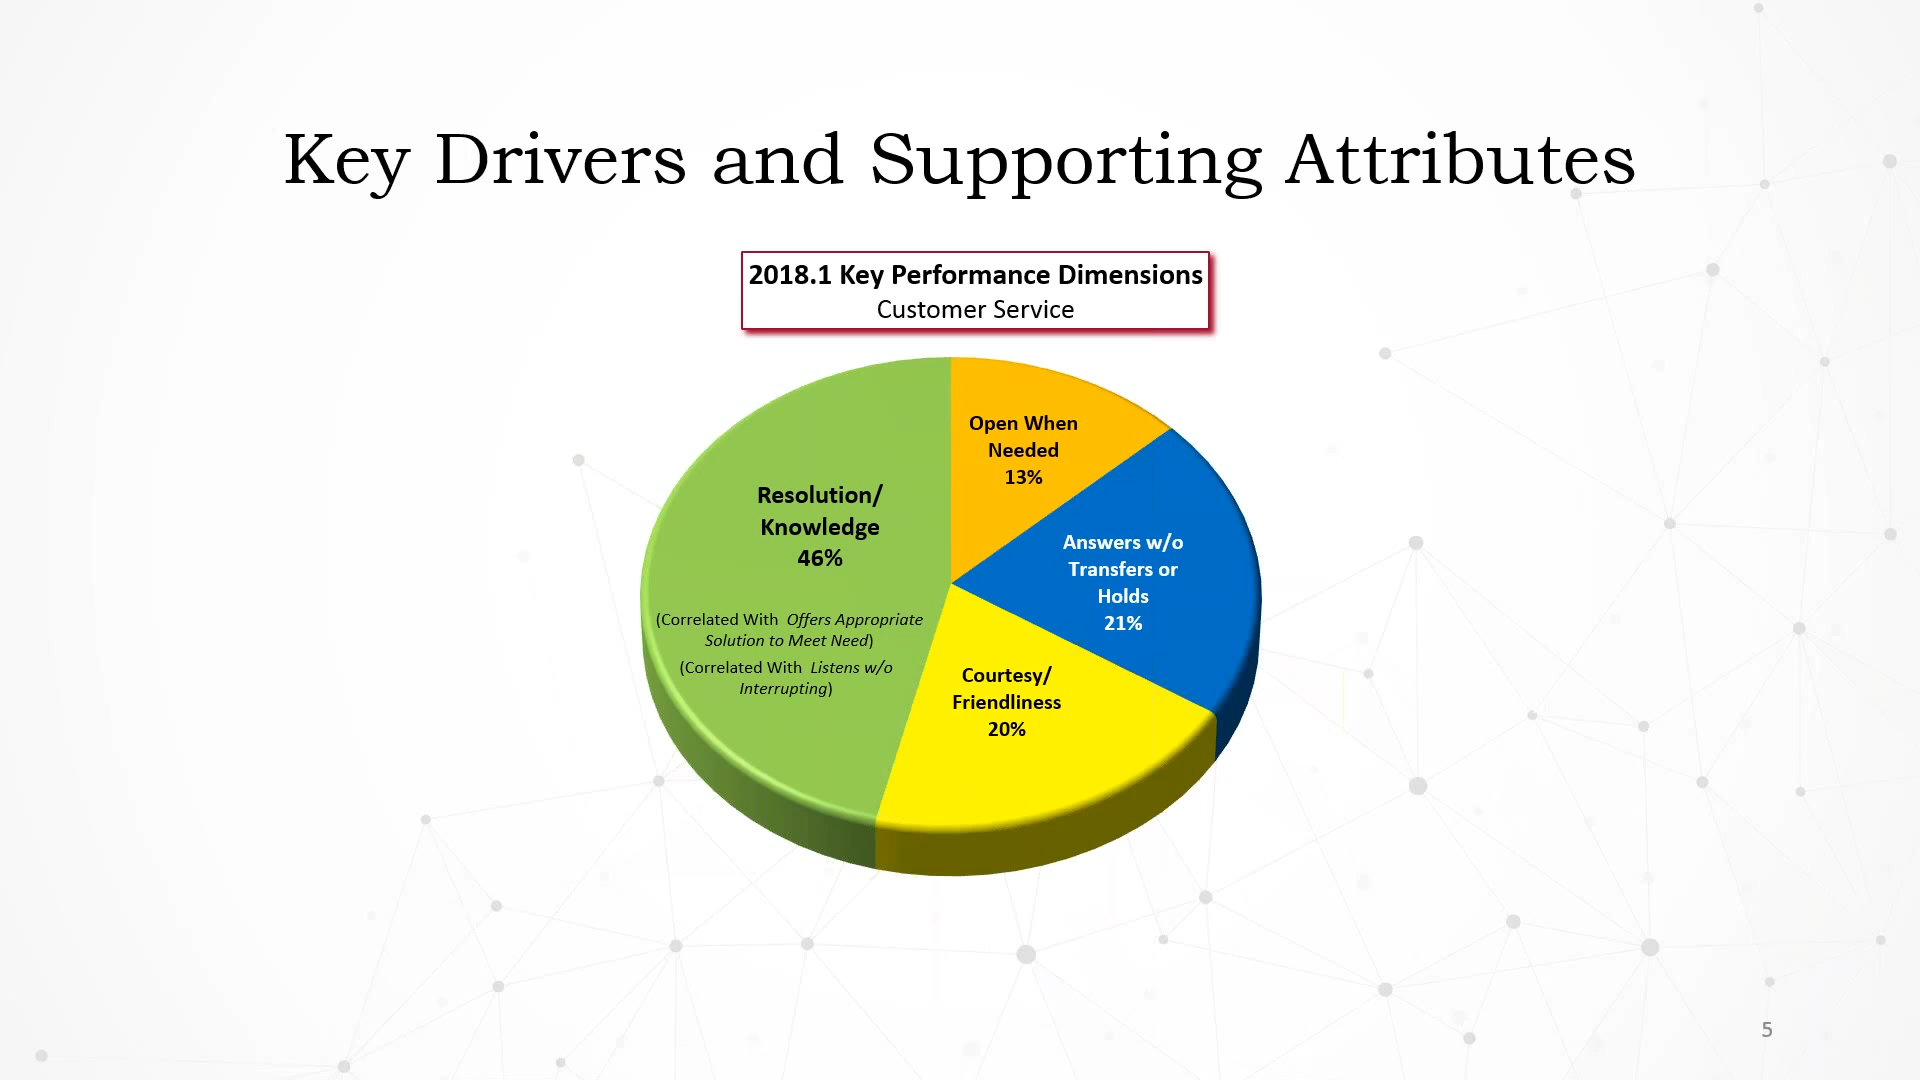 Key Drivers and Supporting Attributes
2018.1 Key Performance Dimensions
Customer Service
Open When
Needed
13%
Answers w/o
Transfers or
Holds
21%
Courtesy/
Friendliness
20%
Resolution/
Knowledge
46%
(Correlated With Offers Appropriate
Solution to Meet Need)
(Correlated With Listens w/o
Interrupting)
5